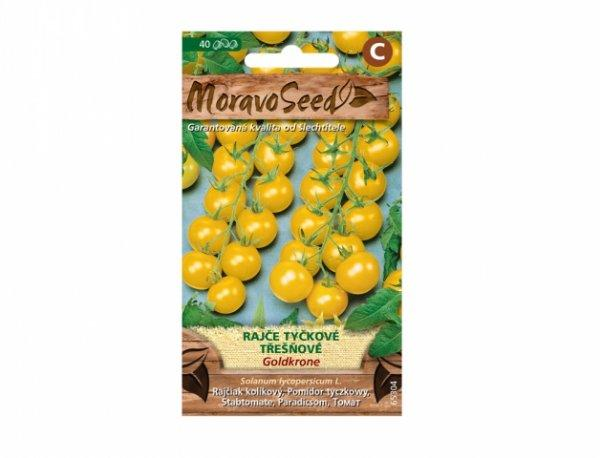 40
C
MoravoSeed
Garantovaná kvalita od šlechtitele
RAJČE TYČKOVÉ
TŘEŠŇOVÉ
Goldkrone
Solanum lycopersicum L.
Rajčiak kolíkový, Pomidor tyczkowy,
Stabtomate, Paradicsom, Томат
65304